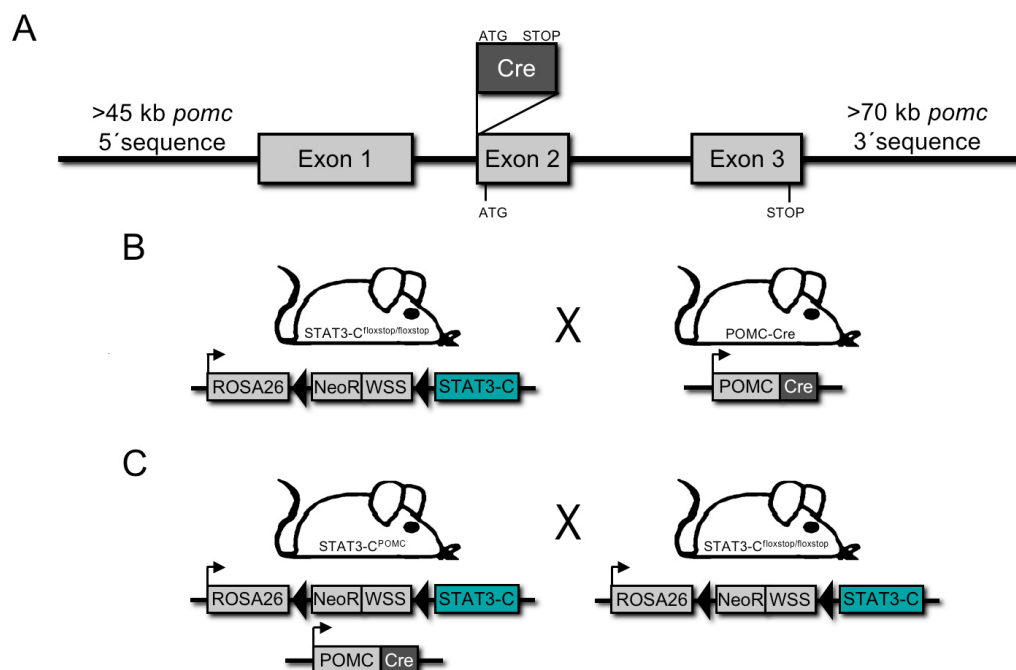 A
ATG STOP
Cre
>45 kb pomc
5´sequence
>70 kb pomc
3´sequence
Exon 1
Exon 2
Exon 3
ATG
STOP
B
STAT3-Cfloxstop/floxstop
X
POMC-Cre
ROSA26 NeoR WSS STAT3-C
POMC Cre
C
STAT3-CPOMC
X
STAT3-Cfloxstop/floxstop
ROSA26 NeoR WSS STAT3-C
ROSA26 NeoR WSS STAT3-C
POMC Cre